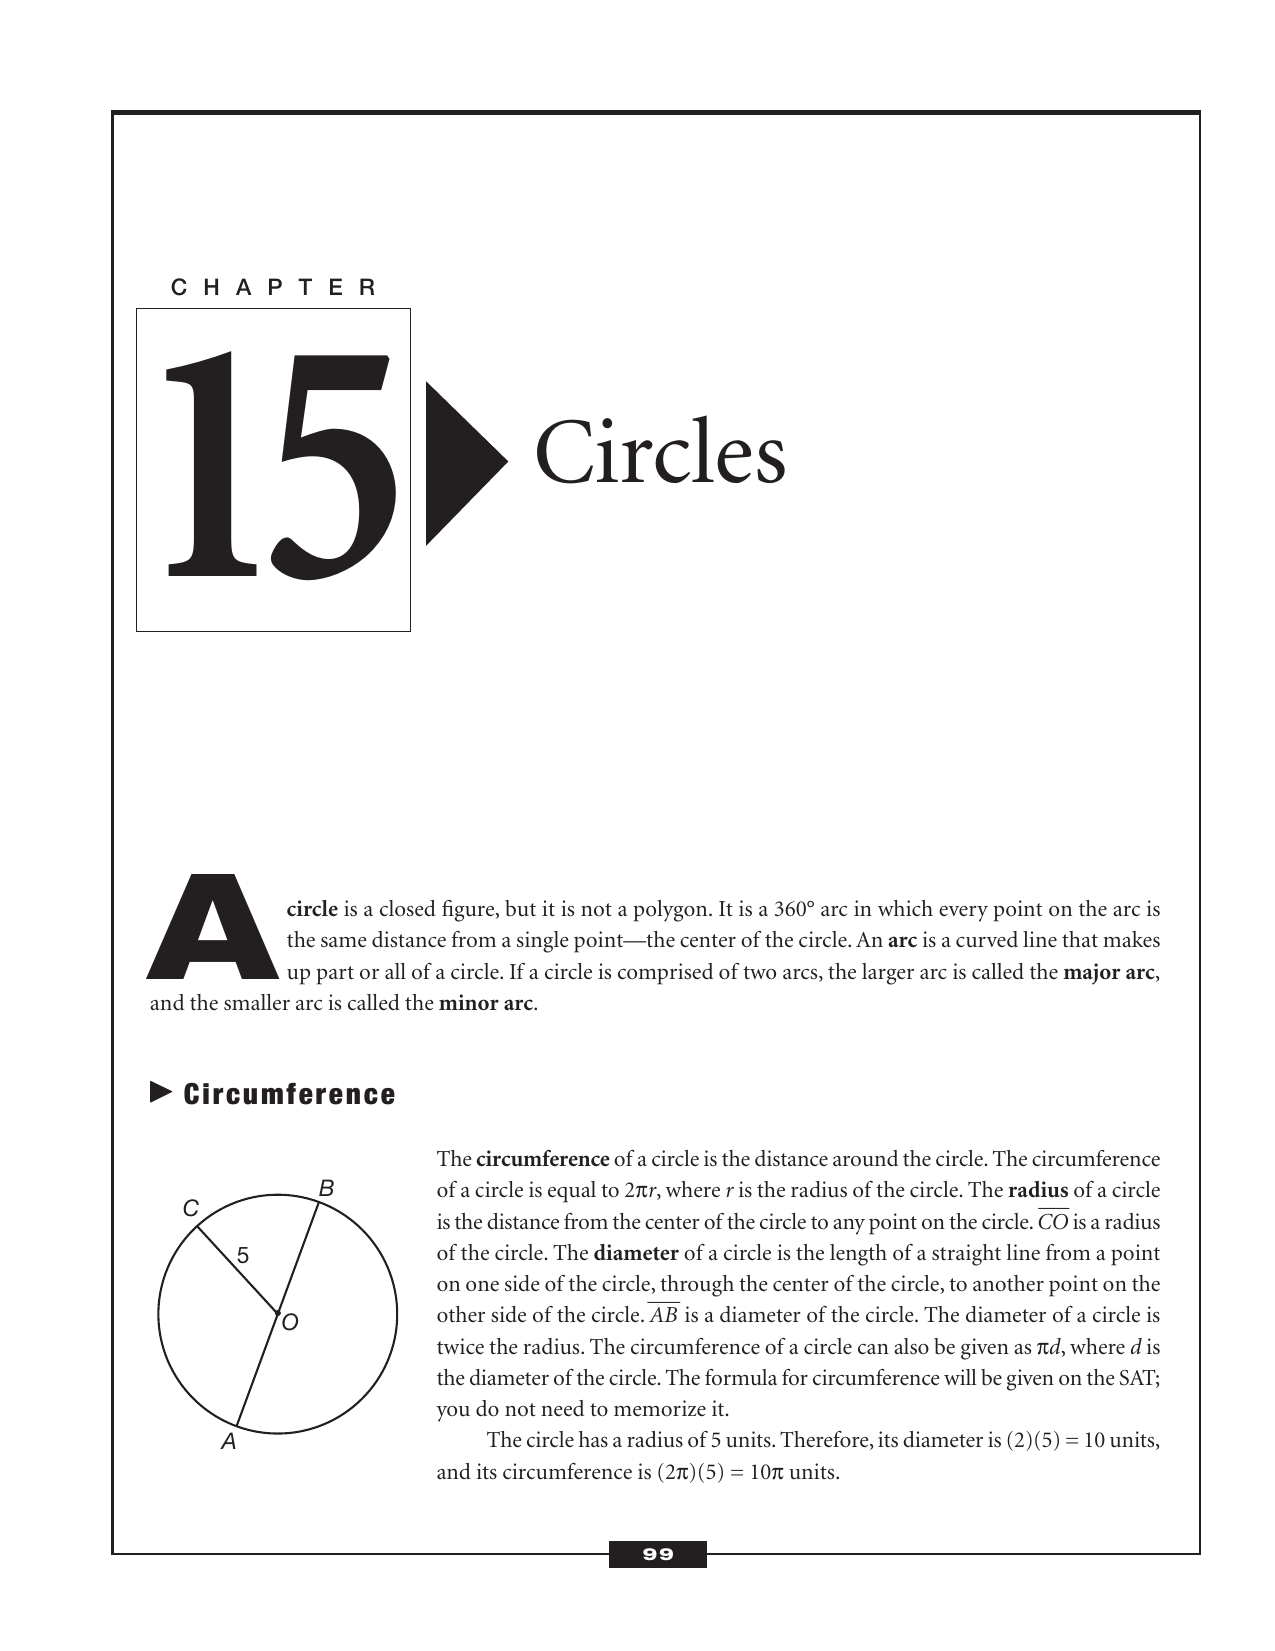 CHAPTER
15
Circles
A circle is a closed figure, but it is not a polygon. It is a 360° arc in which every point on the arc is
the same distance from a single point—the center of the circle. An arc is a curved line that makes
up part or all of a circle. If a circle is comprised of two arcs, the larger arc is called the major arc,
and the smaller arc is called the minor arc.
Circumference
The circumference of a circle is the distance around the circle. The circumference
of a circle is equal to 2πr, where r is the radius of the circle. The radius of a circle
is the distance from the center of the circle to any point on the circle. C̅O̅ is a radius
of the circle. The diameter of a circle is the length of a straight line from a point
on one side of the circle, through the center of the circle, to another point on the
other side of the circle. A̅B̅ is a diameter of the circle. The diameter of a circle is
twice the radius. The circumference of a circle can also be given as πd, where d is
the diameter of the circle. The formula for circumference will be given on the SAT;
you do not need to memorize it.
The circle has a radius of 5 units. Therefore, its diameter is (2)(5) = 10 units,
and its circumference is (2π)(5) = 10π units.
B
C
5
O
A
99